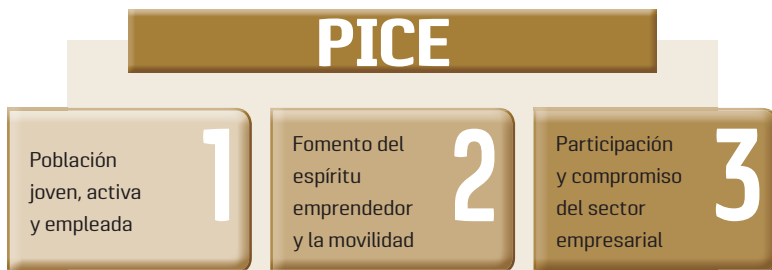 PICE
Población
joven, activa
y empleada
1
Fomento del
espíritu
emprendedor
y la movilidad
2
Participación
y compromiso
del sector
empresarial
3